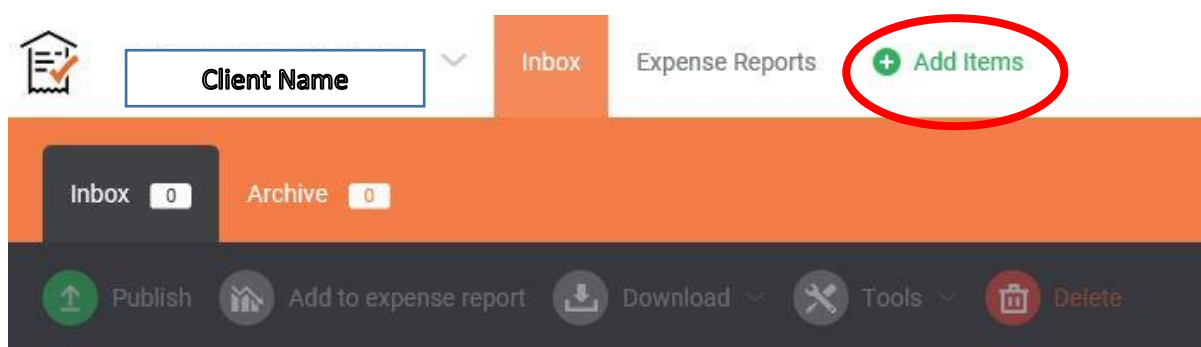 Client Name Inbox Expense Reports Add Items
Inbox 0 Archive 0
Publish Add to expense report Download Tools Delete